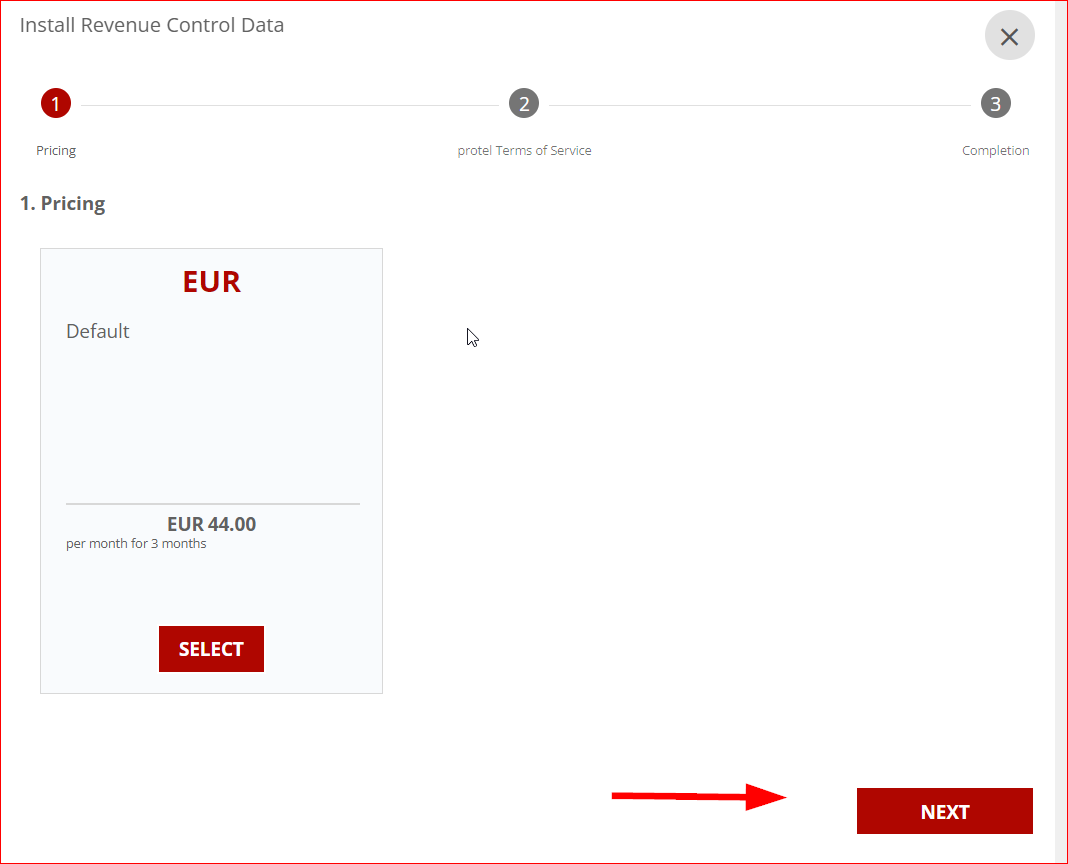 Install Revenue Control Data
1
2
3
Pricing
protel Terms of Service
Completion
1. Pricing
EUR
Default
EUR 44.00
per month for 3 months
SELECT
NEXT